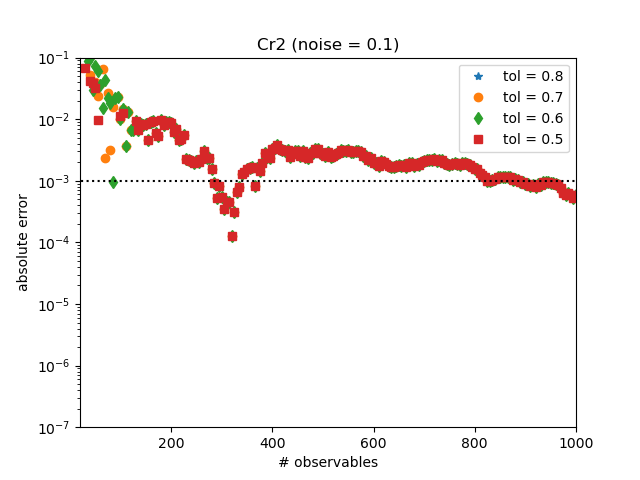 Cr2 (noise = 0.1)
absolute error
10⁻¹
10⁻²
10⁻³
10⁻⁴
10⁻⁵
10⁻⁶
10⁻⁷
tol = 0.8
tol = 0.7
tol = 0.6
tol = 0.5
200 400 600 800 1000
# observables